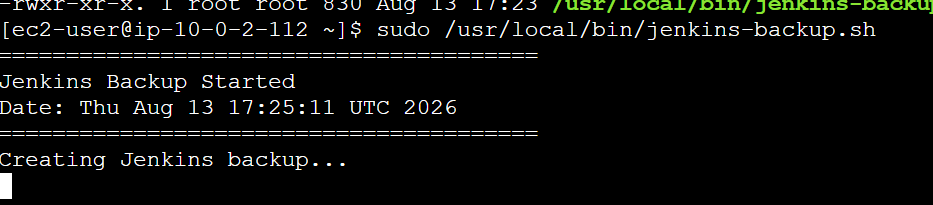 -rwxr-xr-x. 1 root root 830 Aug 13 17:23 /usr/local/bin/jenkins-backup
[ec2-user@ip-10-0-2-112 ~]$ sudo /usr/local/bin/jenkins-backup.sh
========================================
Jenkins Backup Started
Date: Thu Aug 13 17:25:11 UTC 2026
========================================
Creating Jenkins backup...